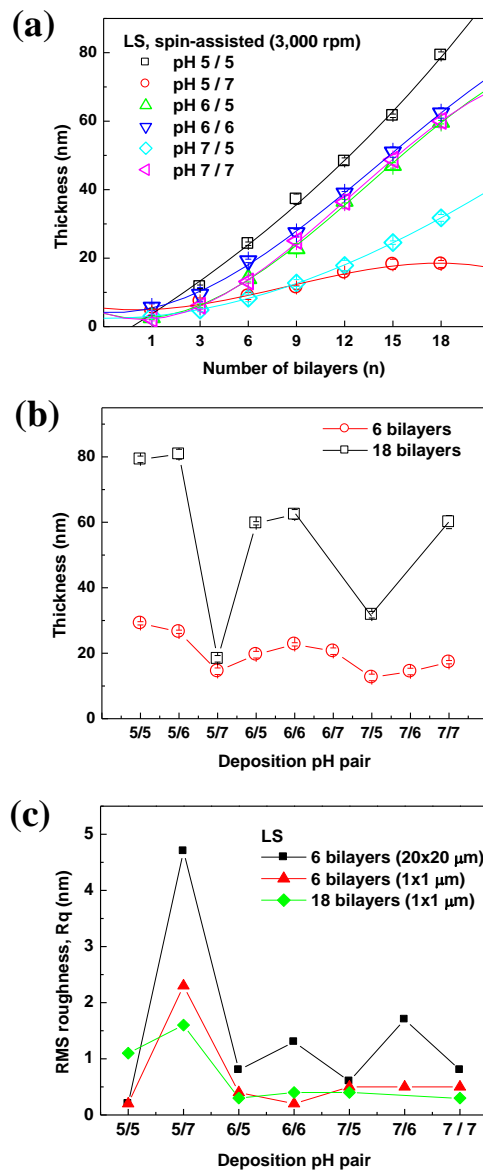 (a)
LS, spin-assisted (3,000 rpm)
pH 5 / 5
pH 5 / 7
pH 6 / 5
pH 6 / 6
pH 7 / 5
pH 7 / 7
80
60
40
20
0
Thickness (nm)
1 3 6 9 12 15 18
Number of bilayers (n)
(b)
6 bilayers
18 bilayers
80
60
40
20
0
Thickness (nm)
5/5 5/6 5/7 6/5 6/6 6/7 7/5 7/6 7/7
Deposition pH pair
(c)
LS
6 bilayers (20x20 μm)
6 bilayers (1x1 μm)
18 bilayers (1x1 μm)
5
4
3
2
1
0
RMS roughness, Rq (nm)
5/5 5/7 6/5 6/6 7/5 7/6 7 / 7
Deposition pH pair